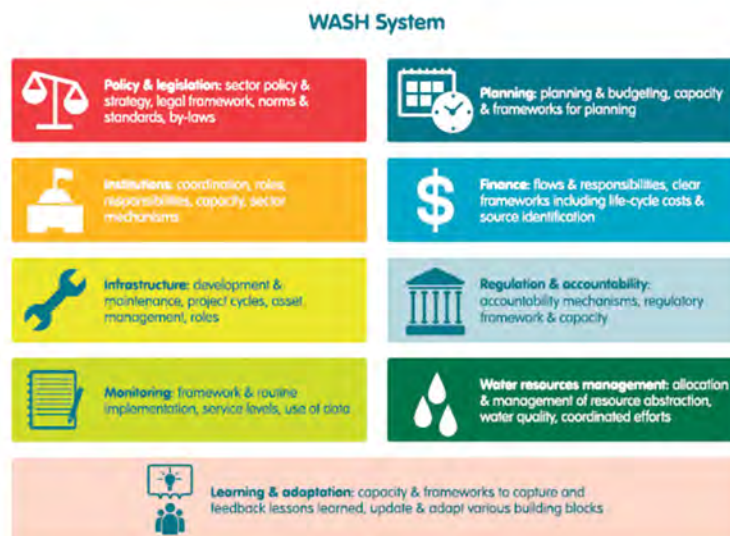 WASH System
Policy & legislation: sector policy &
strategy, legal framework, norms &
standards, by-laws
Planning: planning & budgeting, capacity
& frameworks for planning
Institutions: coordination, roles,
responsibilities, capacity, sector
mechanisms
Finance: flows & responsibilities, clear
frameworks including life-cycle costs &
source identification
Infrastructure: development &
maintenance, project cycles, asset
management, roles
Regulation & accountability:
accountability mechanisms, regulatory
framework & capacity
Monitoring: framework & routine
implementation, service levels, use of data
Water resources management: allocation
& management of resource abstraction,
water quality, coordinated efforts
Learning & adaptation: capacity & frameworks to capture and
feedback lessons learned, update & adapt various building blocks